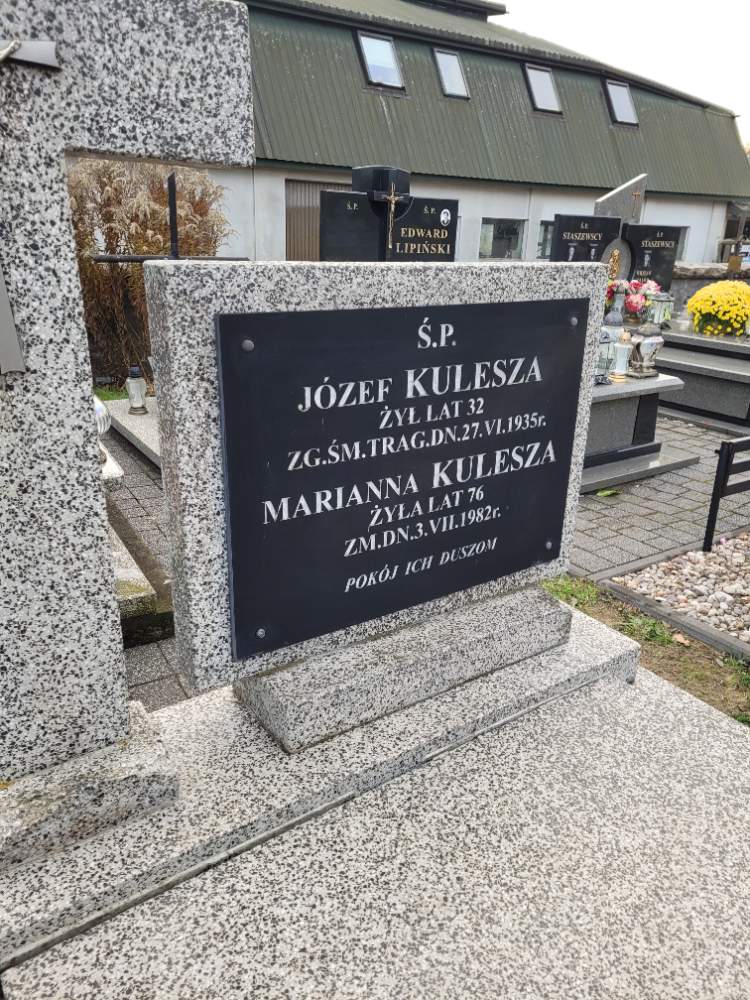 Ś.P.
JÓZEF KULESZA
ŻYŁ LAT 32
ZG.ŚM.TRAG.DN.27.VI.1935r.
MARIANNA KULESZA
ŻYŁA LAT 76
ZM.DN.3.VII.1982r.
POKÓJ ICH DUSZOM
Ś.P.
Ś.P.
EDWARD
LIPIŃSKI
Ś.P.
STASZEWSCY
Ś.P.
STASZEWSCY